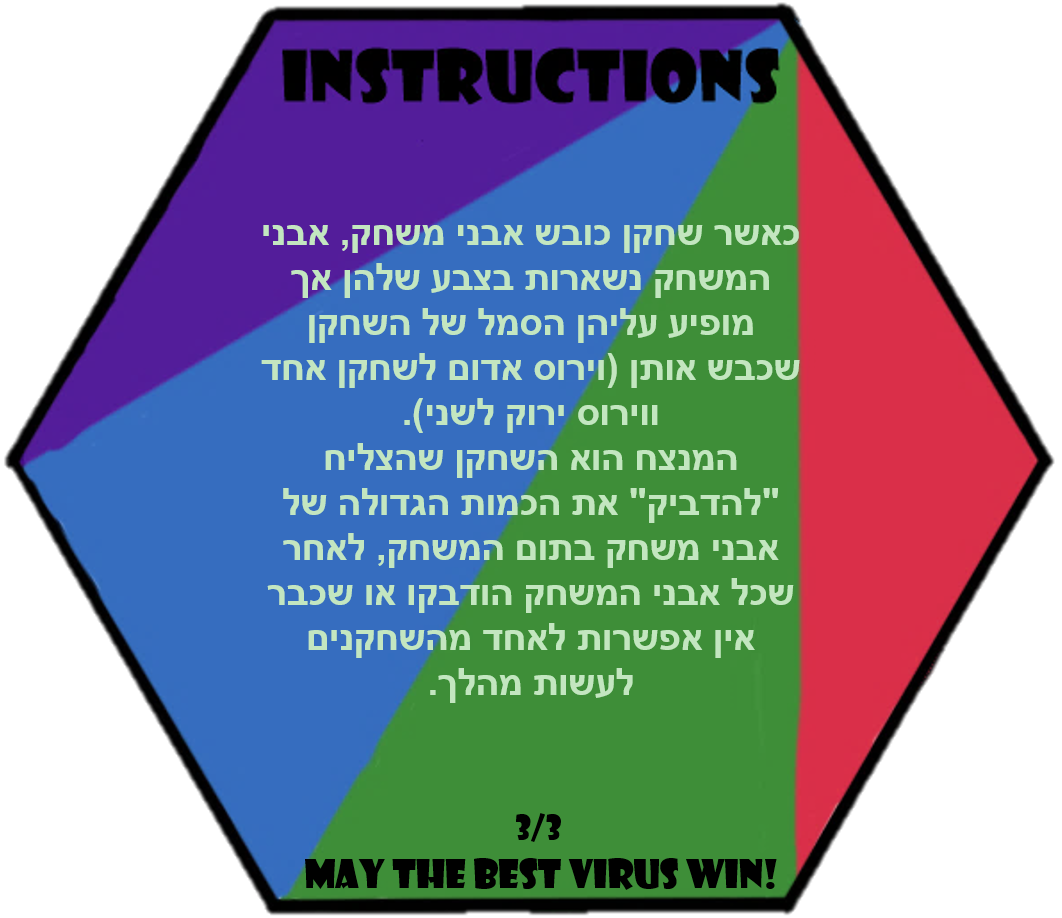 INSTRUCTIONS
כאשר שחקן כובש אבני משחק, אבני
המשחק נשארות בצבע שלהן אך
מופיע עליהן הסמל של השחקן
שכבש אותן (וירוס אדום לשחקן אחד
ווירוס ירוק לשני).
המנצח הוא השחקן שהצליח
"להדביק" את הכמות הגדולה של
אבני משחק בתום המשחק, לאחר
שכל אבני המשחק הודבקו או שכבר
אין אפשרות לאחד מהשחקנים
לעשות מהלך.
3/3
MAY THE BEST VIRUS WIN!